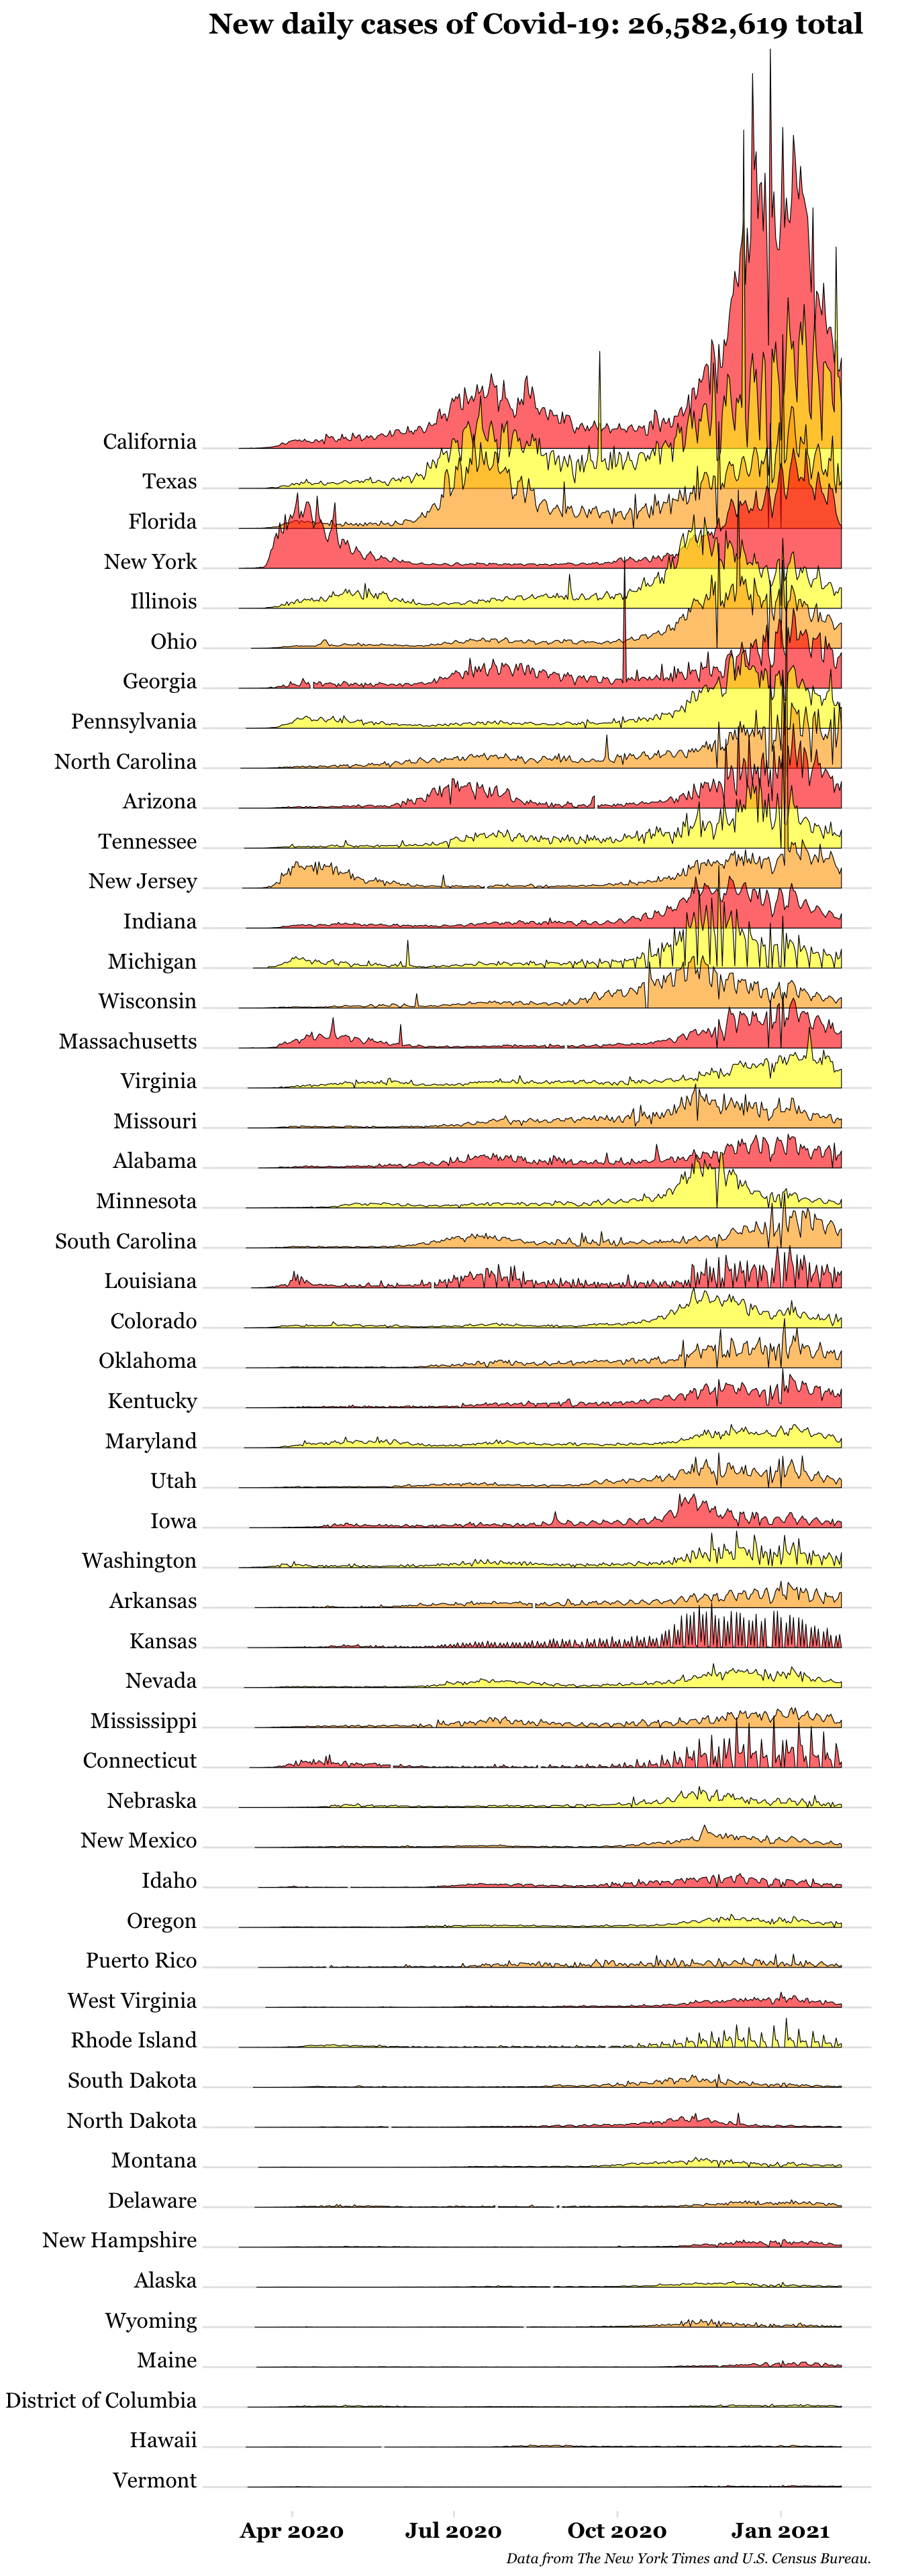 New daily cases of Covid-19: 26,582,619 total
California
Texas
Florida
New York
Illinois
Ohio
Georgia
Pennsylvania
North Carolina
Arizona
Tennessee
New Jersey
Indiana
Michigan
Wisconsin
Massachusetts
Virginia
Missouri
Alabama
Minnesota
South Carolina
Louisiana
Colorado
Oklahoma
Kentucky
Maryland
Utah
Iowa
Washington
Arkansas
Kansas
Nevada
Mississippi
Connecticut
Nebraska
New Mexico
Idaho
Oregon
Puerto Rico
West Virginia
Rhode Island
South Dakota
North Dakota
Montana
Delaware
New Hampshire
Alaska
Wyoming
Maine
District of Columbia
Hawaii
Vermont
Apr 2020 Jul 2020 Oct 2020 Jan 2021
Data from The New York Times and U.S. Census Bureau.